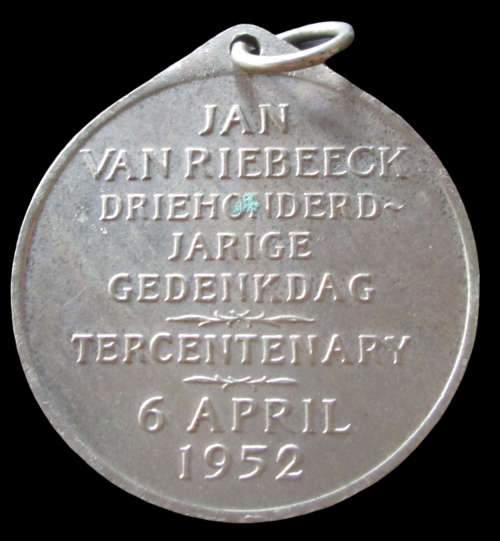 JAN
VAN RIEBEECK
DRIEHONDERD~
JARIGE
GEDENKDAG
TERCENTENARY
6 APRIL
1952